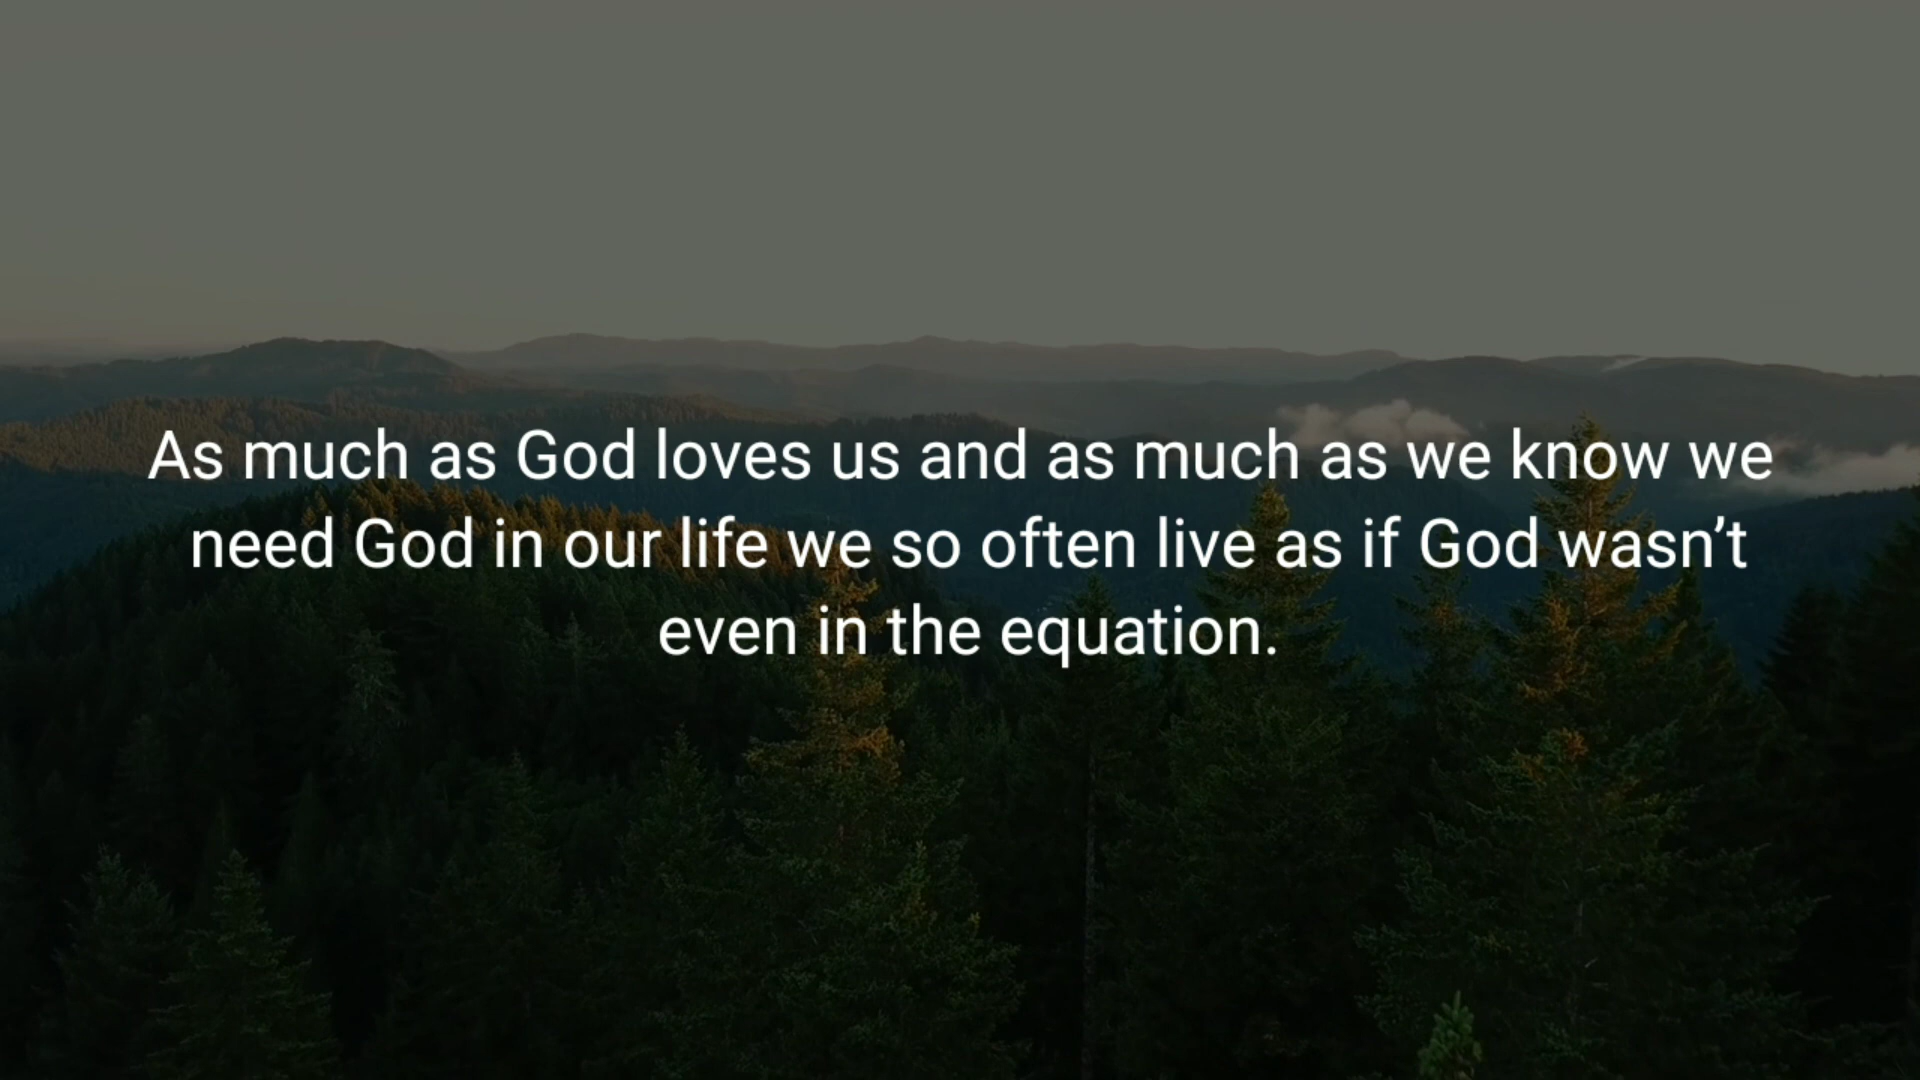 As much as God loves us and as much as we know we
need God in our life we so often live as if God wasn’t
even in the equation.